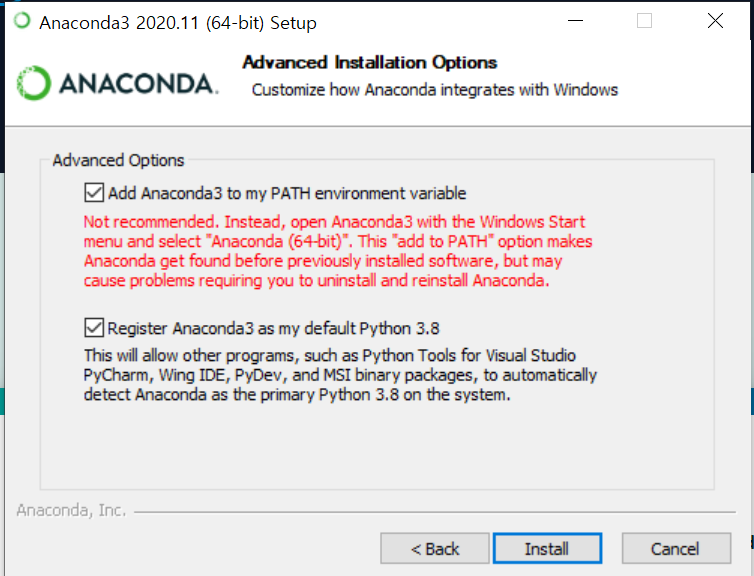 Anaconda3 2020.11 (64-bit) Setup
Advanced Installation Options
ANACONDA.
Customize how Anaconda integrates with Windows
Advanced Options
Add Anaconda3 to my PATH environment variable
Not recommended. Instead, open Anaconda3 with the Windows Start
menu and select "Anaconda (64-bit)". This "add to PATH" option makes
Anaconda get found before previously installed software, but may
cause problems requiring you to uninstall and reinstall Anaconda.
Register Anaconda3 as my default Python 3.8
This will allow other programs, such as Python Tools for Visual Studio
PyCharm, Wing IDE, PyDev, and MSI binary packages, to automatically
detect Anaconda as the primary Python 3.8 on the system.
Anaconda, Inc.
< Back
Install
Cancel